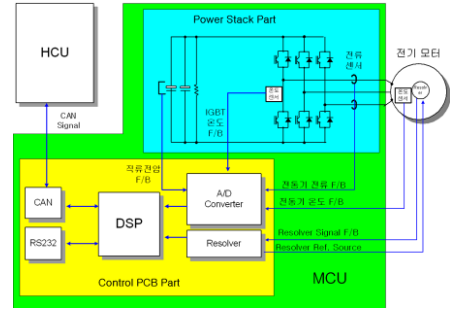 Power Stack Part
HCU
전류
센서
전기 모터
온도
센서
온도
센서
IGBT
온도
F/B
CAN
Signal
직류전압
F/B
A/D
Converter
전동기 전류 F/B
전동기 온도 F/B
CAN
DSP
RS232
Resolver
Resolver Signal F/B
Resolver Ref. Source
Control PCB Part
MCU